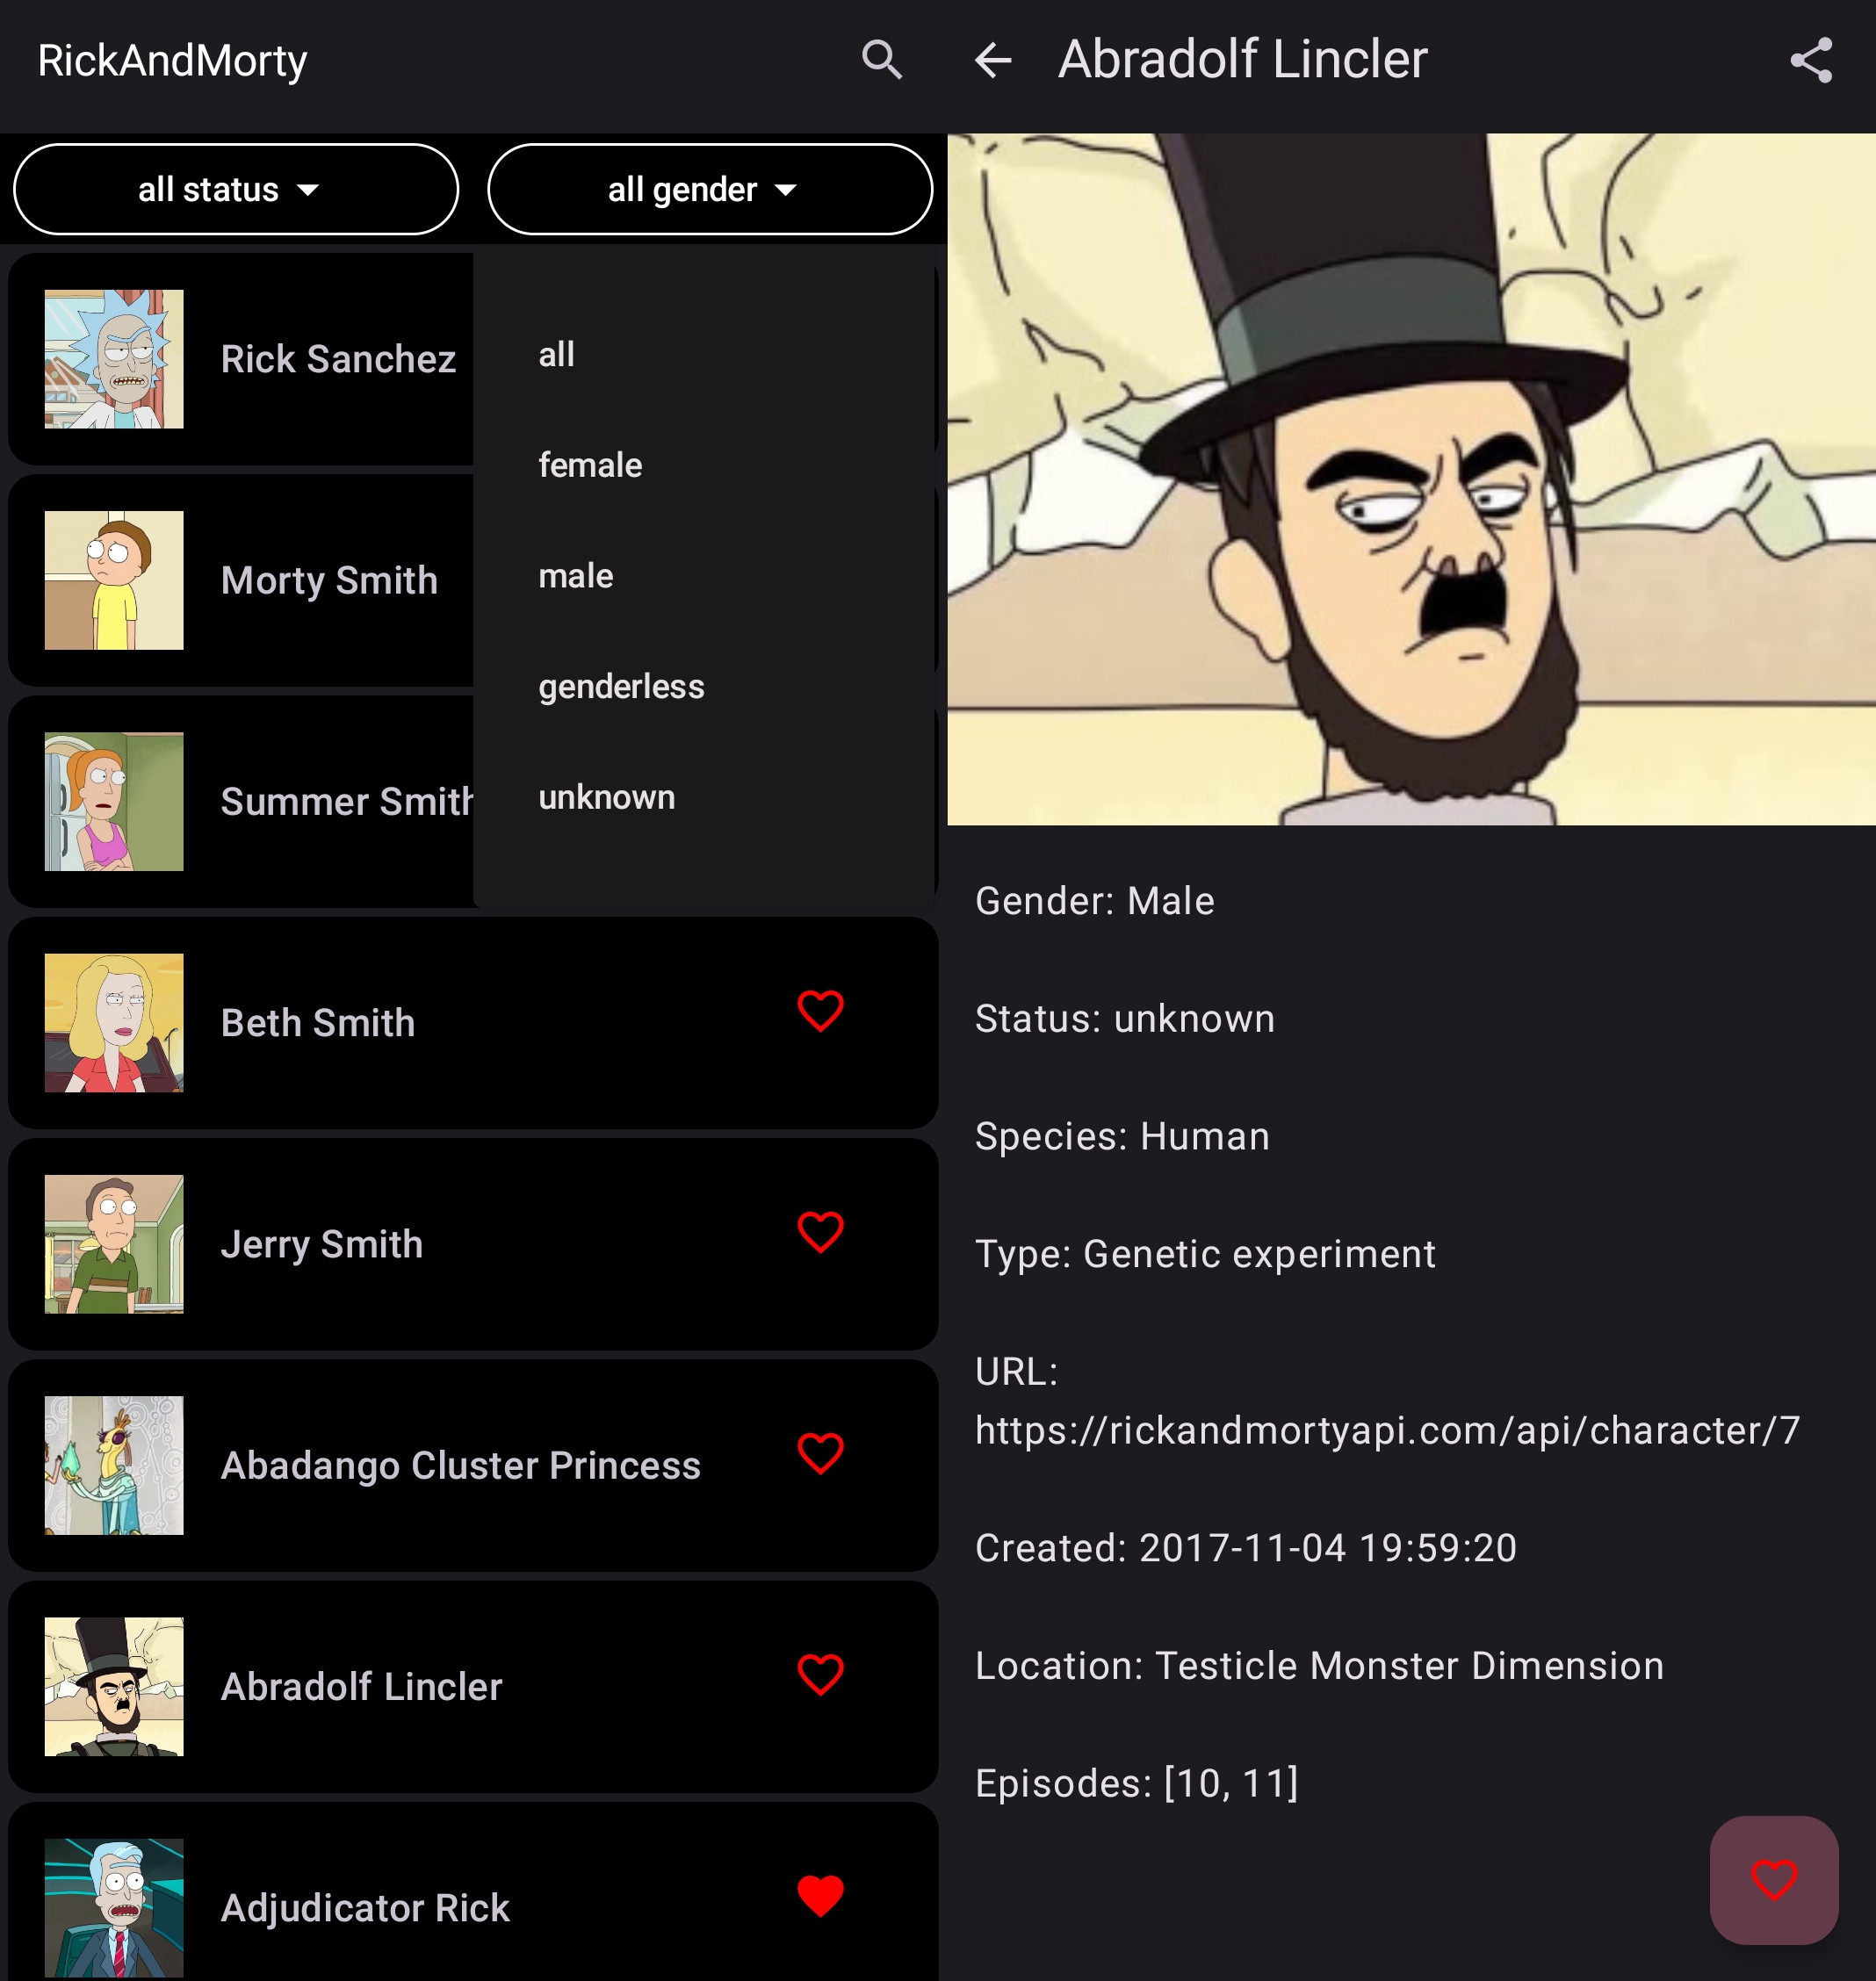 RickAndMorty
all status
all gender
Rick Sanchez
all
female
Morty Smith
male
genderless
Summer Smith
unknown
Beth Smith
Jerry Smith
Abadango Cluster Princess
Abradolf Lincler
Adjudicator Rick
Abradolf Lincler
Gender: Male
Status: unknown
Species: Human
Type: Genetic experiment
URL:
https://rickandmortyapi.com/api/character/7
Created: 2017-11-04 19:59:20
Location: Testicle Monster Dimension
Episodes: [10, 11]